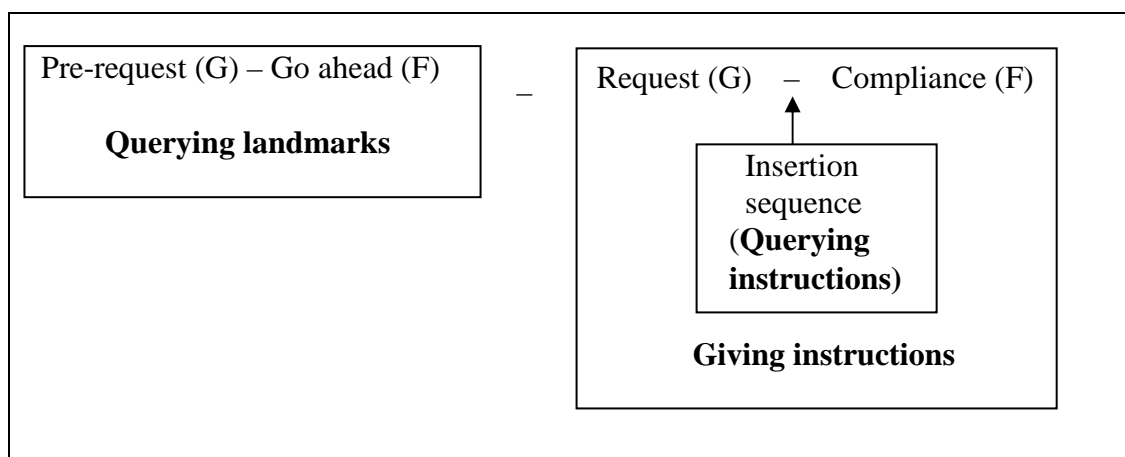 Pre-request (G) – Go ahead (F)
Querying landmarks
–
Request (G) – Compliance (F)
Insertion
sequence
(Querying
instructions)
Giving instructions